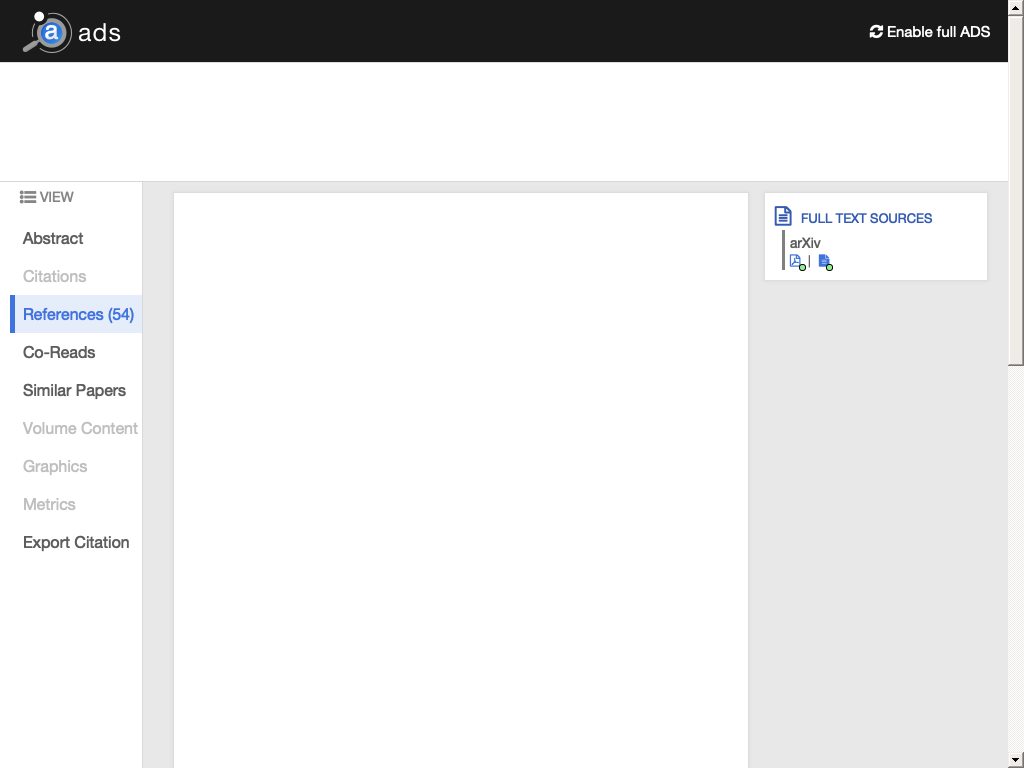 a ads
Enable full ADS
VIEW
Abstract
Citations
References (54)
Co-Reads
Similar Papers
Volume Content
Graphics
Metrics
Export Citation
FULL TEXT SOURCES
arXiv
|